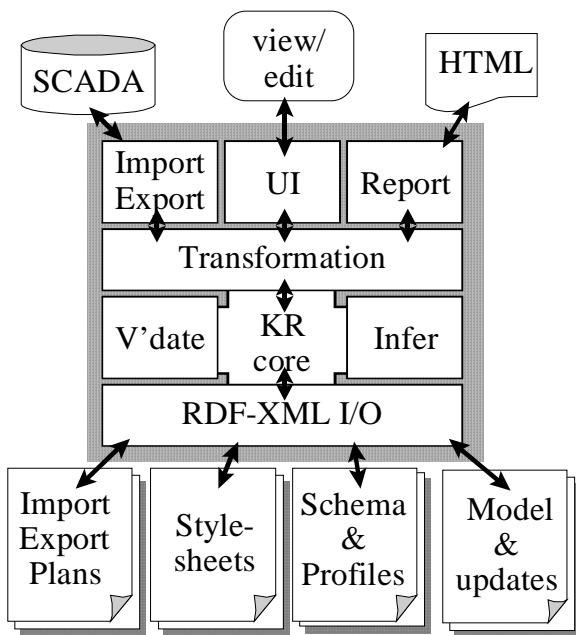 SCADA
view/
edit
HTML
Import
Export
UI
Report
Transformation
V'date
KR
core
Infer
RDF-XML I/O
Import
Export
Plans
Style-
sheets
Schema
&
Profiles
Model
&
updates